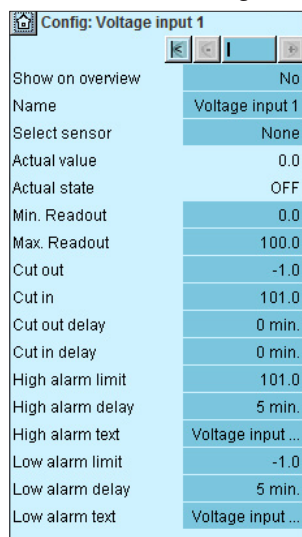 Config: Voltage input 1
Show on overview No
Name Voltage input 1
Select sensor None
Actual value 0.0
Actual state OFF
Min. Readout 0.0
Max. Readout 100.0
Cut out -1.0
Cut in 101.0
Cut out delay 0 min.
Cut in delay 0 min.
High alarm limit 101.0
High alarm delay 5 min.
High alarm text Voltage input ...
Low alarm limit -1.0
Low alarm delay 5 min.
Low alarm text Voltage input ...